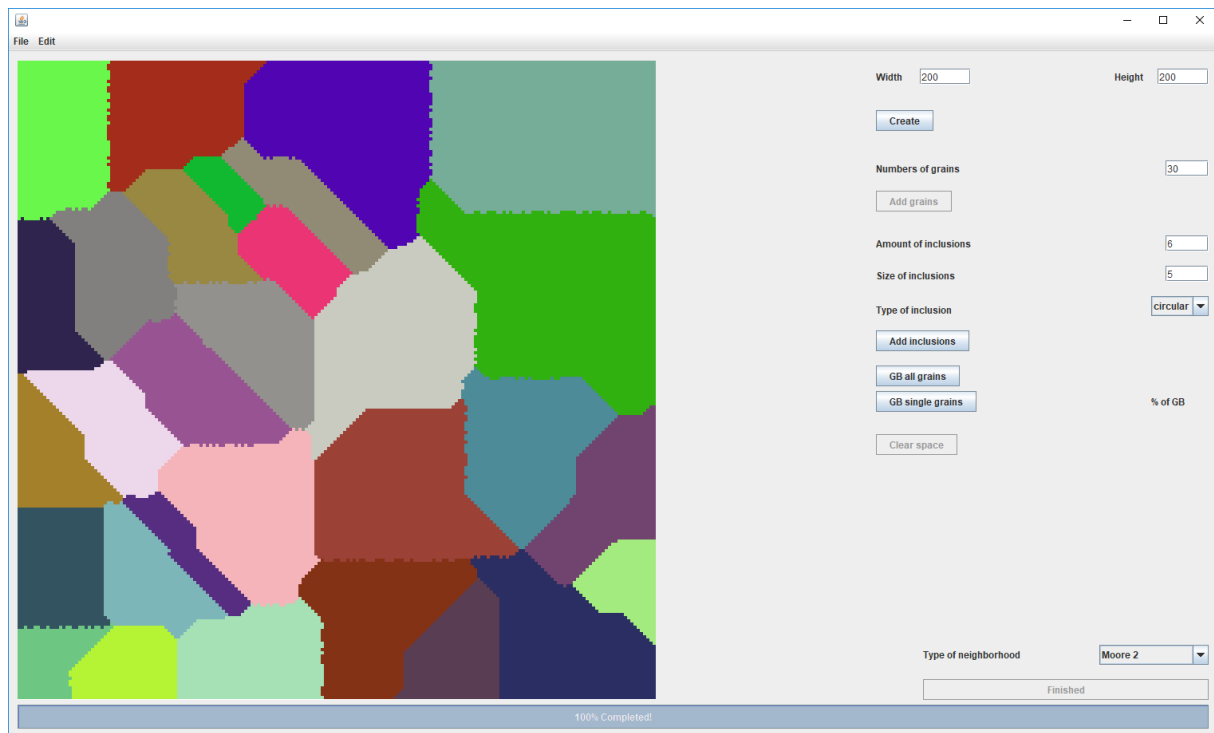 File Edit
Width 200 Height 200
Create
Numbers of grains 30
Add grains
Amount of inclusions 6
Size of inclusions 5
Type of inclusion circular
Add inclusions
GB all grains
GB single grains % of GB
Clear space
Type of neighborhood Moore 2
Finished
100% Completed!